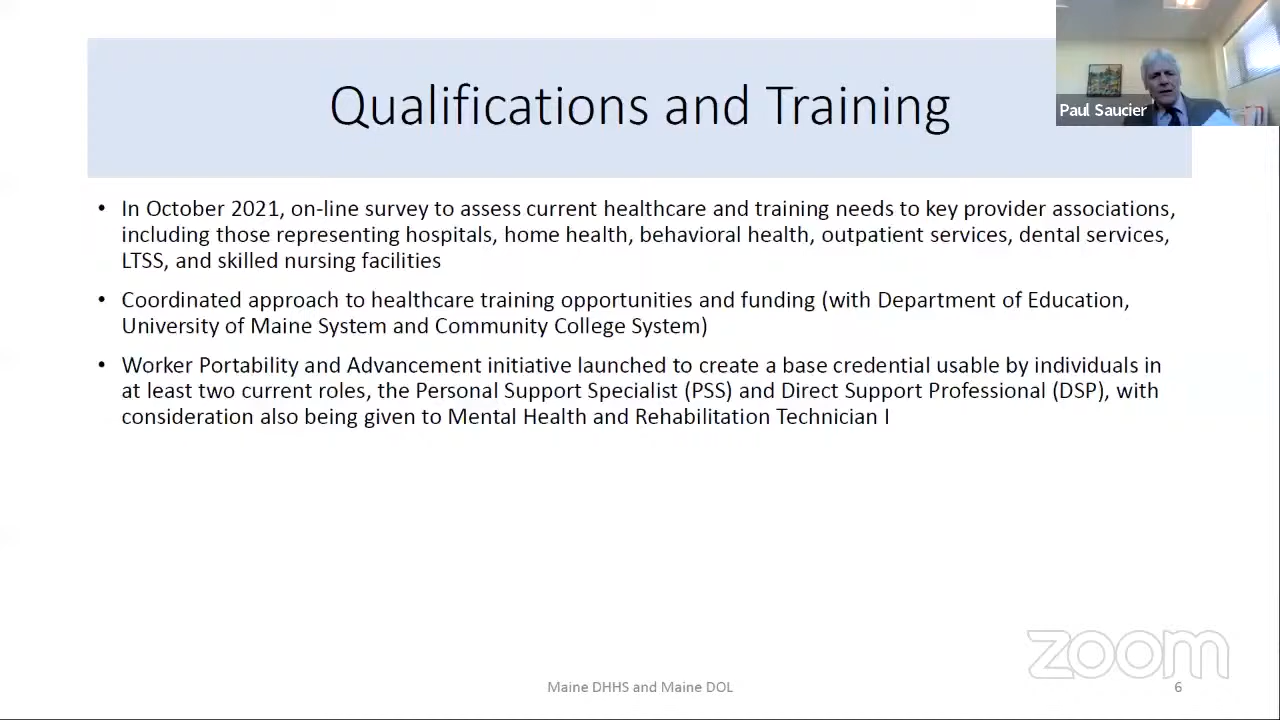 Qualifications and Training
Paul Saucier
• In October 2021, on-line survey to assess current healthcare and training needs to key provider associations,
including those representing hospitals, home health, behavioral health, outpatient services, dental services,
LTSS, and skilled nursing facilities
• Coordinated approach to healthcare training opportunities and funding (with Department of Education,
University of Maine System and Community College System)
• Worker Portability and Advancement initiative launched to create a base credential usable by individuals in
at least two current roles, the Personal Support Specialist (PSS) and Direct Support Professional (DSP), with
consideration also being given to Mental Health and Rehabilitation Technician I
zoom
Maine DHHS and Maine DOL
6